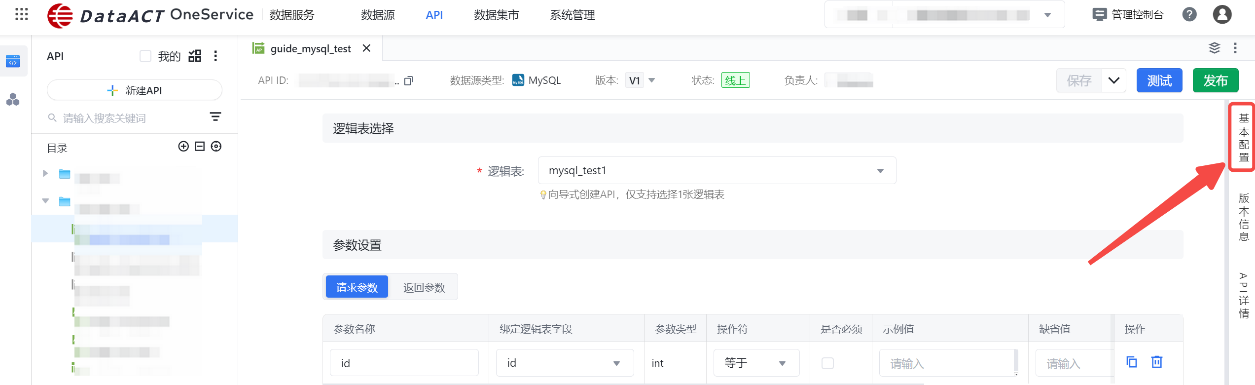 DataACT OneService 数据服务 数据源 API 数据集市 系统管理 管理控制台
API 我的
guide_mysql_test
新建API
请输入搜索关键词
目录
API ID: .. 数据源类型: MySQL 版本: V1 状态: 线上 负责人: 保存 测试 发布
逻辑表选择
* 逻辑表: mysql_test1
向导式创建API，仅支持选择1张逻辑表
参数设置
请求参数 返回参数
参数名称 绑定逻辑表字段 参数类型 操作符 是否必须 示例值 缺省值 操作
id id int 等于 请输入 请输入
基本配置
版本信息
API详情